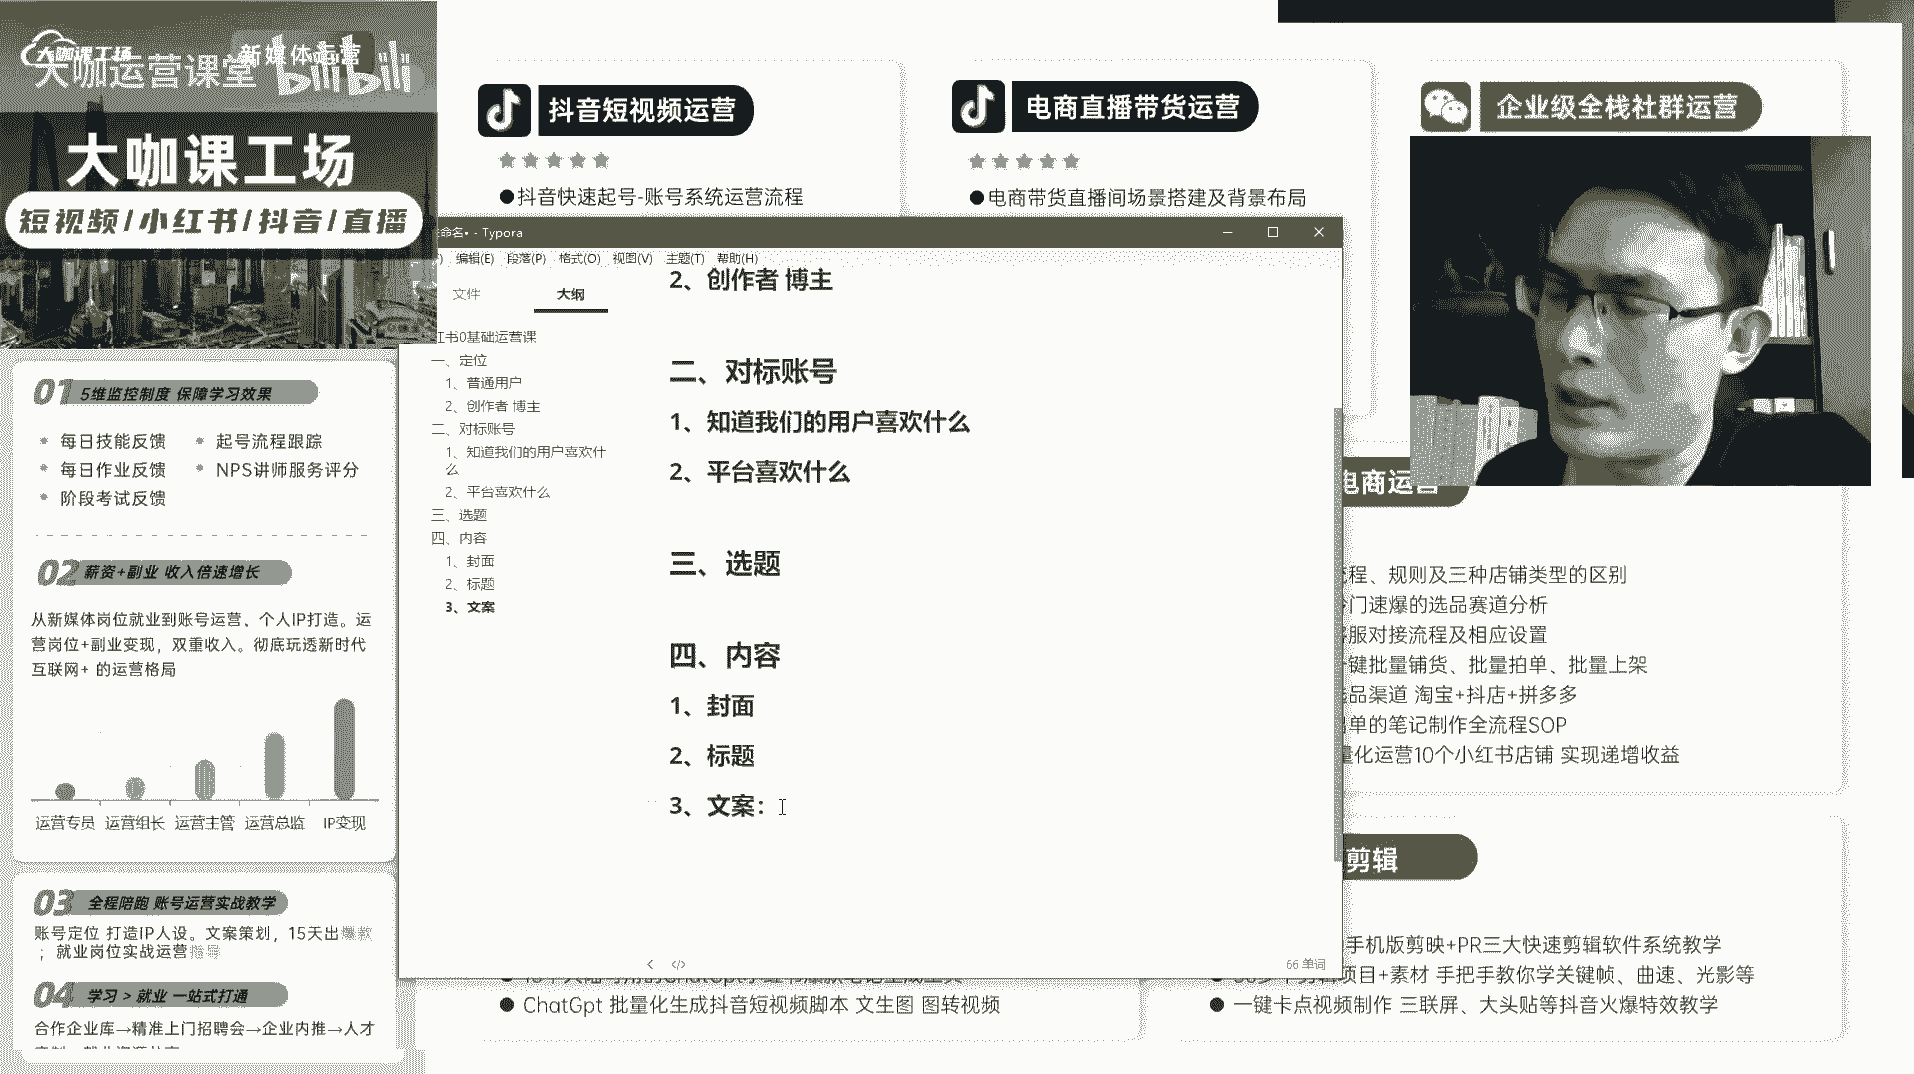 大咖课工场
新媒体运营
大咖运营课堂
bilibili
大咖课工场
短视频/小红书/抖音/直播
01
5维监控制度 保障学习效果
每日技能反馈
起号流程跟踪
每日作业反馈
NPS讲师服务评分
阶段考试反馈
02
薪资+副业 收入倍速增长
从新媒体岗位就业到账号运营、个人IP打造。运
营岗位+副业变现，双重收入。彻底玩透新时代
互联网+ 的运营格局
运营专员 运营组长 运营主管 运营总监 IP变现
03
全程陪跑 账号运营实战教学
账号定位 打造IP人设。文案策划，15天出爆款
；就业岗位实战运营指导
04
学习 > 就业 一站式打通
合作企业库→精准上门招聘会→企业内推→人才
抖音短视频运营
●抖音快速起号-账号系统运营流程
电商直播带货运营
●电商带货直播间场景搭建及背景布局
企业级全栈社群运营
命名• - Typora
编辑(E) 段落(P) 格式(O) 视图(V) 主题(T) 帮助(H)
文件
大纲
红书0基础运营课
一、定位
1、普通用户
2、创作者 博主
二、对标账号
1、知道我们的用户喜欢什
么
2、平台喜欢什么
三、选题
四、内容
1、封面
2、标题
3、文案
2、创作者 博主
二、对标账号
1、知道我们的用户喜欢什么
2、平台喜欢什么
三、选题
四、内容
1、封面
2、标题
3、文案：
66 单词
电商运营
程、规则及三种店铺类型的区别
门速爆的选品赛道分析
服对接流程及相应设置
键批量铺货、批量拍单、批量上架
品渠道 淘宝+抖店+拼多多
单的笔记制作全流程SOP
量化运营10个小红书店铺 实现递增收益
剪辑
手机版剪映+PR三大快速剪辑软件系统教学
项目+素材 手把手教你学关键帧、曲速、光影等
● 一键卡点视频制作 三联屏、大头贴等抖音火爆特效教学
● ChatGpt 批量化生成抖音短视频脚本 文生图 图转视频